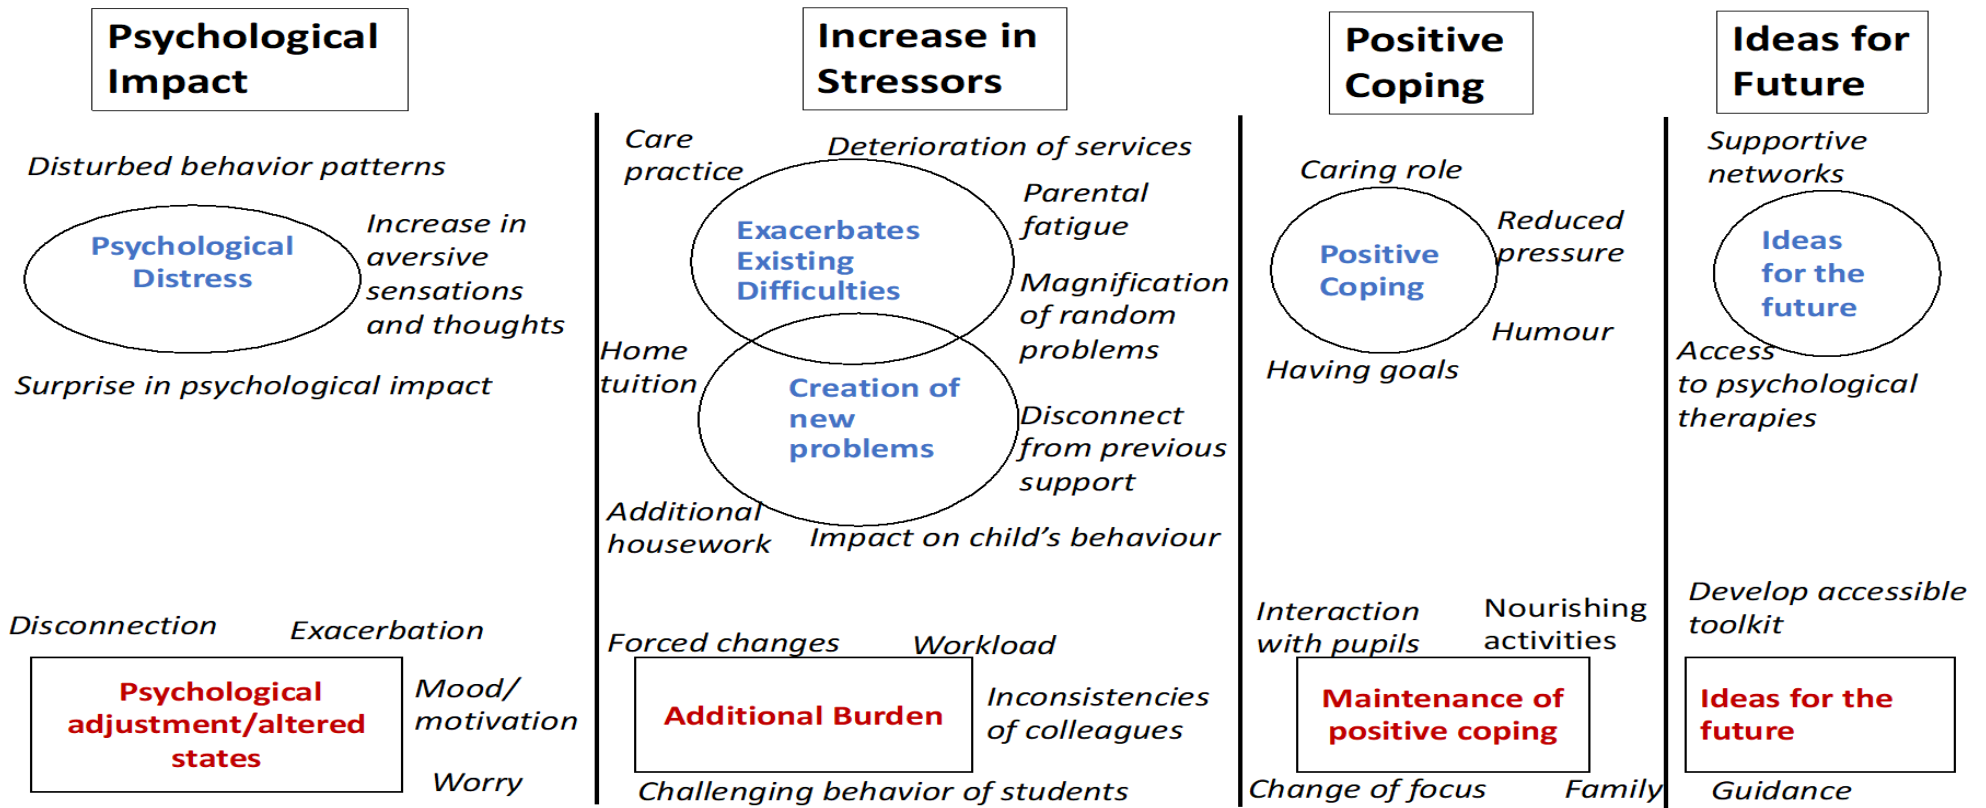 Psychological
Impact
Disturbed behavior patterns
Psychological
Distress
Increase in
aversive
sensations
and thoughts
Surprise in psychological impact
Disconnection
Exacerbation
Psychological
adjustment/altered
states
Mood/
motivation
Worry
Increase in
Stressors
Care
practice
Deterioration of services
Exacerbates
Existing
Difficulties
Parental
fatigue
Magnification
of random
problems
Home
tuition
Creation of
new
problems
Disconnect
from previous
support
Additional
housework
Impact on child’s behaviour
Forced changes
Workload
Additional Burden
Inconsistencies
of colleagues
Challenging behavior of students
Positive
Coping
Caring role
Positive
Coping
Reduced
pressure
Humour
Having goals
Interaction
with pupils
Nourishing
activities
Maintenance of
positive coping
Change of focus
Family
Ideas for
Future
Supportive
networks
Ideas
for the
future
Access
to psychological
therapies
Develop accessible
toolkit
Ideas for the
future
Guidance